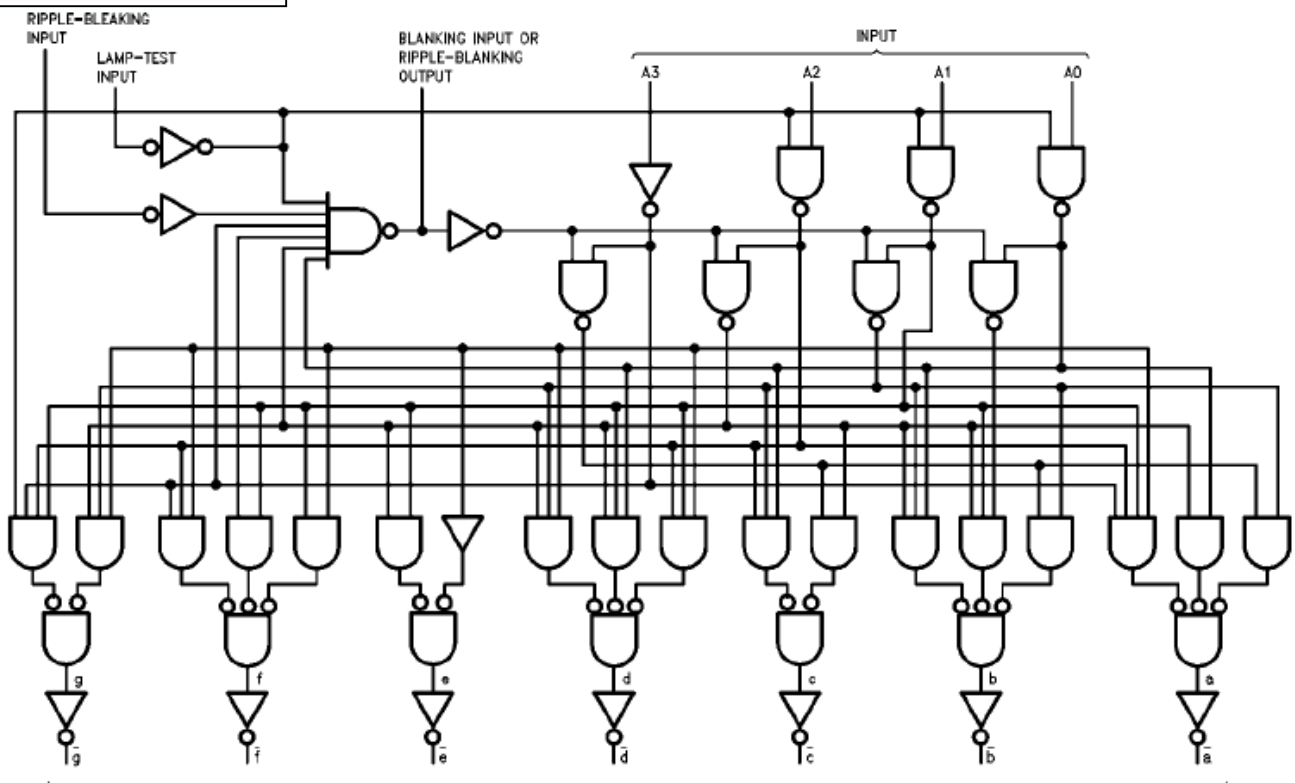 RIPPLE-BLEAKING
INPUT
LAMP-TEST
INPUT
BLANKING INPUT OR
RIPPLE-BLANKING
OUTPUT
INPUT
A3
A2
A1
A0
g
f
e
d
c
b
a
g̅
f̅
e̅
d̅
c̅
b̅
a̅